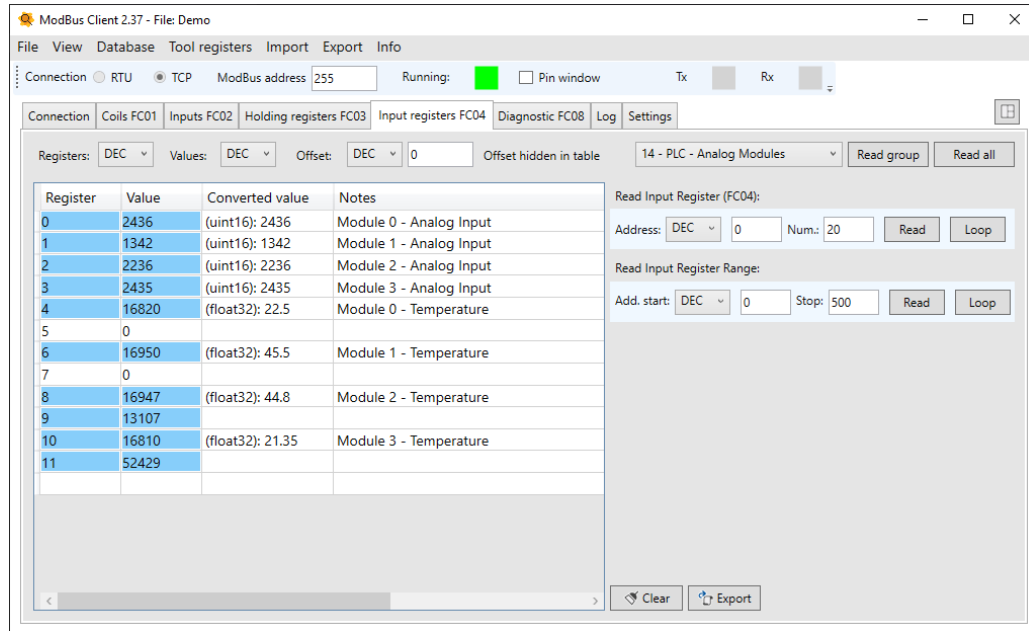 ModBus Client 2.37 - File: Demo
File View Database Tool registers Import Export Info
Connection RTU TCP ModBus address 255 Running: Pin window Tx Rx
Connection Coils FC01 Inputs FC02 Holding registers FC03 Input registers FC04 Diagnostic FC08 Log Settings
Registers: DEC Values: DEC Offset: DEC 0 Offset hidden in table 14 - PLC - Analog Modules Read group Read all
Register Value Converted value Notes
0 2436 (uint16): 2436 Module 0 - Analog Input
1 1342 (uint16): 1342 Module 1 - Analog Input
2 2236 (uint16): 2236 Module 2 - Analog Input
3 2435 (uint16): 2435 Module 3 - Analog Input
4 16820 (float32): 22.5 Module 0 - Temperature
5 0
6 16950 (float32): 45.5 Module 1 - Temperature
7 0
8 16947 (float32): 44.8 Module 2 - Temperature
9 13107
10 16810 (float32): 21.35 Module 3 - Temperature
11 52429
Read Input Register (FC04):
Address: DEC 0 Num.: 20 Read Loop
Read Input Register Range:
Add. start: DEC 0 Stop: 500 Read Loop
Clear Export